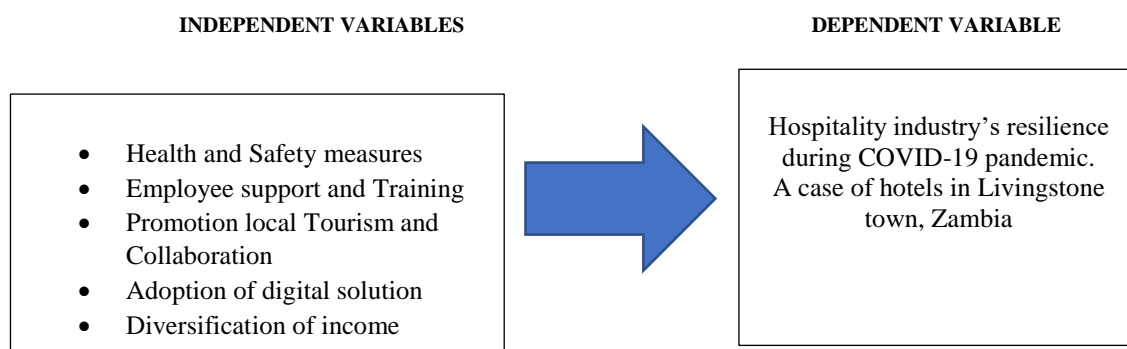 INDEPENDENT VARIABLES
DEPENDENT VARIABLE
• Health and Safety measures
• Employee support and Training
• Promotion local Tourism and
Collaboration
• Adoption of digital solution
• Diversification of income
Hospitality industry’s resilience
during COVID-19 pandemic.
A case of hotels in Livingstone
town, Zambia